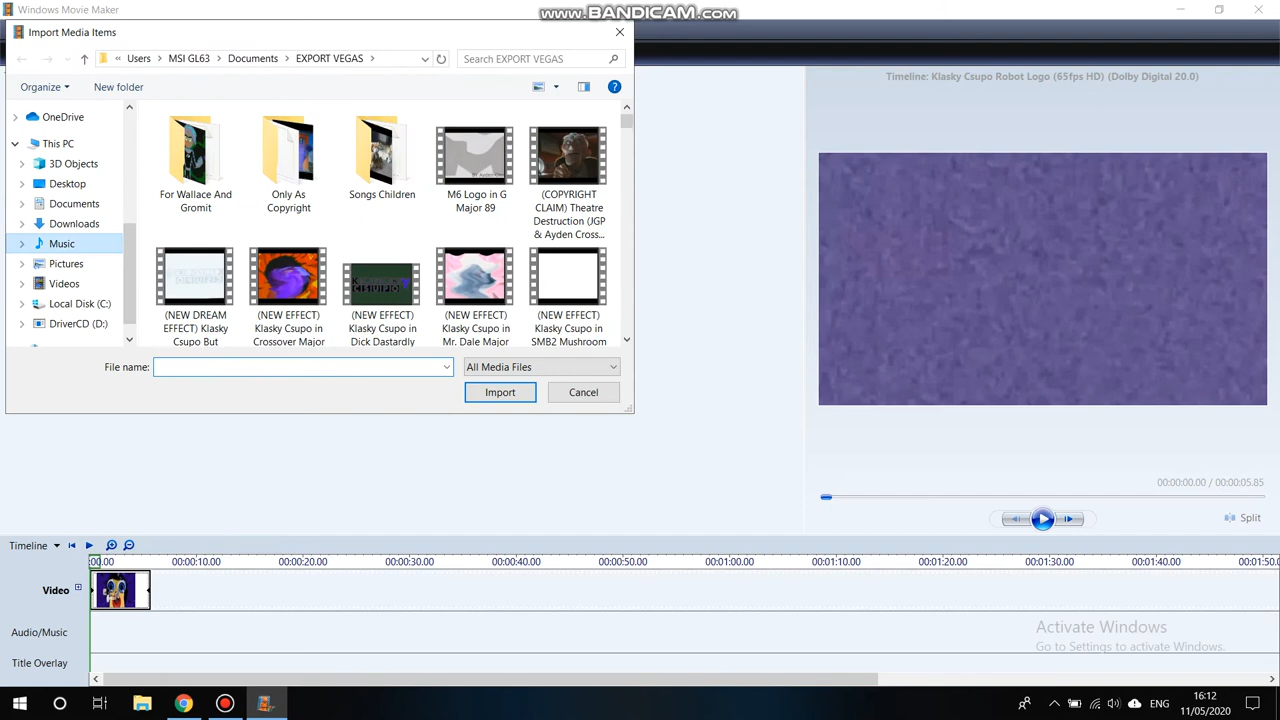 Windows Movie Maker
www.BANDICAM.com
Import Media Items
Users
MSI GL63
Documents
EXPORT VEGAS
Search EXPORT VEGAS
Organize
New folder
OneDrive
This PC
3D Objects
Desktop
Documents
Downloads
Music
Pictures
Videos
Local Disk (C:)
DriverCD (D:)
For Wallace And
Gromit
Only As
Copyright
Songs Children
M6 Logo in G
Major 89
(COPYRIGHT
CLAIM) Theatre
Destruction (JGP
& Ayden Cross...
(NEW DREAM
EFFECT) Klasky
Csupo But
(NEW EFFECT)
Klasky Csupo in
Crossover Major
(NEW EFFECT)
Klasky Csupo in
Dick Dastardly
(NEW EFFECT)
Klasky Csupo in
Mr. Dale Major
(NEW EFFECT)
Klasky Csupo in
SMB2 Mushroom
File name:
All Media Files
Import
Cancel
Timeline: Klasky Csupo Robot Logo (65fps HD) (Dolby Digital 20.0)
00:00:00.00 / 00:00:05.85
Split
Timeline
:00.00
00:00:10.00
00:00:20.00
00:00:30.00
00:00:40.00
00:00:50.00
00:01:00.00
00:01:10.00
00:01:20.00
00:01:30.00
00:01:40.00
00:01:50.0
Video
Audio/Music
Title Overlay
Activate Windows
Go to Settings to activate Windows.
ENG
16:12
11/05/2020